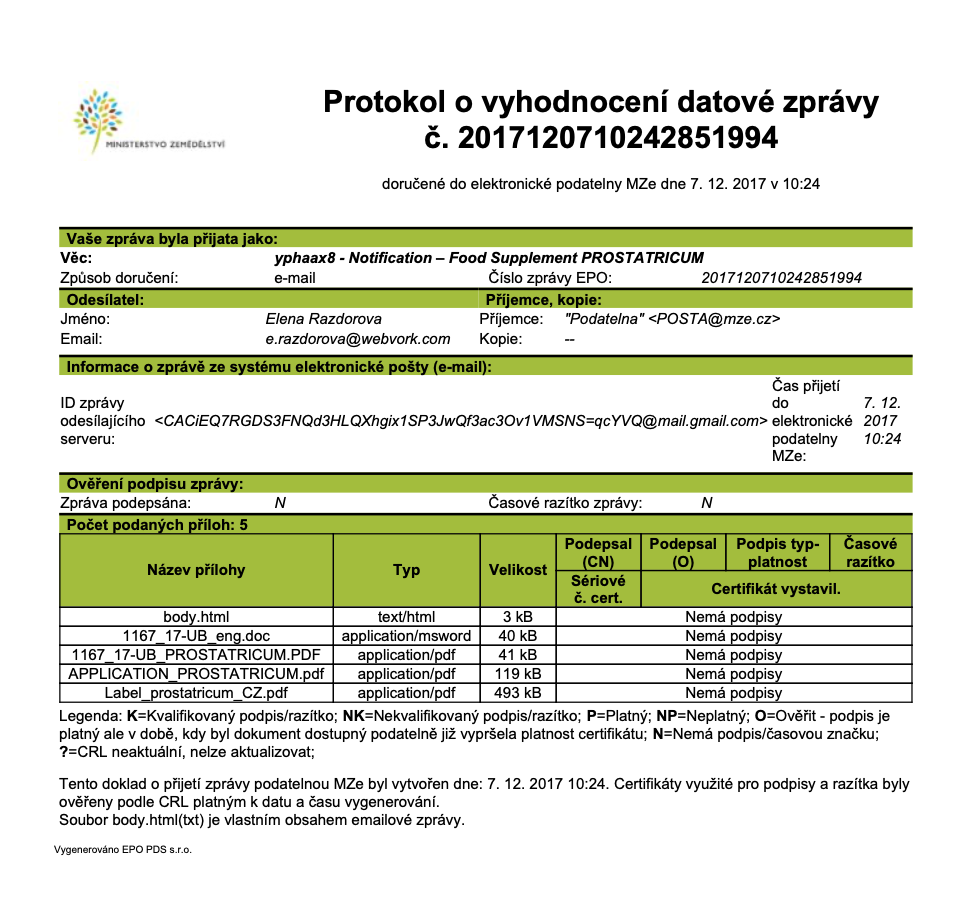 MINISTERSTVO ZEMĚDĚLSTVÍ
Protokol o vyhodnocení datové zprávy
č. 2017120710242851994
doručené do elektronické podatelny MZe dne 7. 12. 2017 v 10:24
Vaše zpráva byla přijata jako:
Věc: yphaax8 - Notification – Food Supplement PROSTATRICUM
Způsob doručení: e-mail Číslo zprávy EPO: 2017120710242851994
Odesílatel: Příjemce, kopie:
Jméno: Elena Razdorova Příjemce: "Podatelna" <POSTA@mze.cz>
Email: e.razdorova@webvork.com Kopie: --
Informace o zprávě ze systému elektronické pošty (e-mail):
ID zprávy
odesílajícího
serveru:
<CACiEQ7RGDS3FNQd3HLQXhgix1SP3JwQf3ac3Ov1VMSNS=qcYVQ@mail.gmail.com>
Čas přijetí
do
elektronické
podatelny
MZe:
7. 12.
2017
10:24
Ověření podpisu zprávy:
Zpráva podepsána: N Časové razítko zprávy: N
Počet podaných příloh: 5
Název přílohy Typ Velikost
Podepsal
(CN)
Podepsal
(O)
Podpis typ-
platnost
Časové
razítko
Sériové
č. cert.
Certifikát vystavil.
body.html text/html 3 kB Nemá podpisy
1167_17-UB_eng.doc application/msword 40 kB Nemá podpisy
1167_17-UB_PROSTATRICUM.PDF application/pdf 41 kB Nemá podpisy
APPLICATION_PROSTATRICUM.pdf application/pdf 119 kB Nemá podpisy
Label_prostatricum_CZ.pdf application/pdf 493 kB Nemá podpisy
Legenda: K=Kvalifikovaný podpis/razítko; NK=Nekvalifikovaný podpis/razítko; P=Platný; NP=Neplatný; O=Ověřit - podpis je
platný ale v době, kdy byl dokument dostupný podatelně již vypršela platnost certifikátu; N=Nemá podpis/časovou značku;
?=CRL neaktuální, nelze aktualizovat;
Tento doklad o přijetí zprávy podatelnou MZe byl vytvořen dne: 7. 12. 2017 10:24. Certifikáty využité pro podpisy a razítka byly
ověřeny podle CRL platným k datu a času vygenerování.
Soubor body.html(txt) je vlastním obsahem emailové zprávy.
Vygenerováno EPO PDS s.r.o.